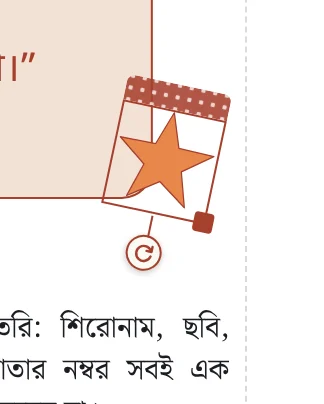 ।”
তরি: শিরোনাম, ছবি,
াতার নম্বর সবই এক